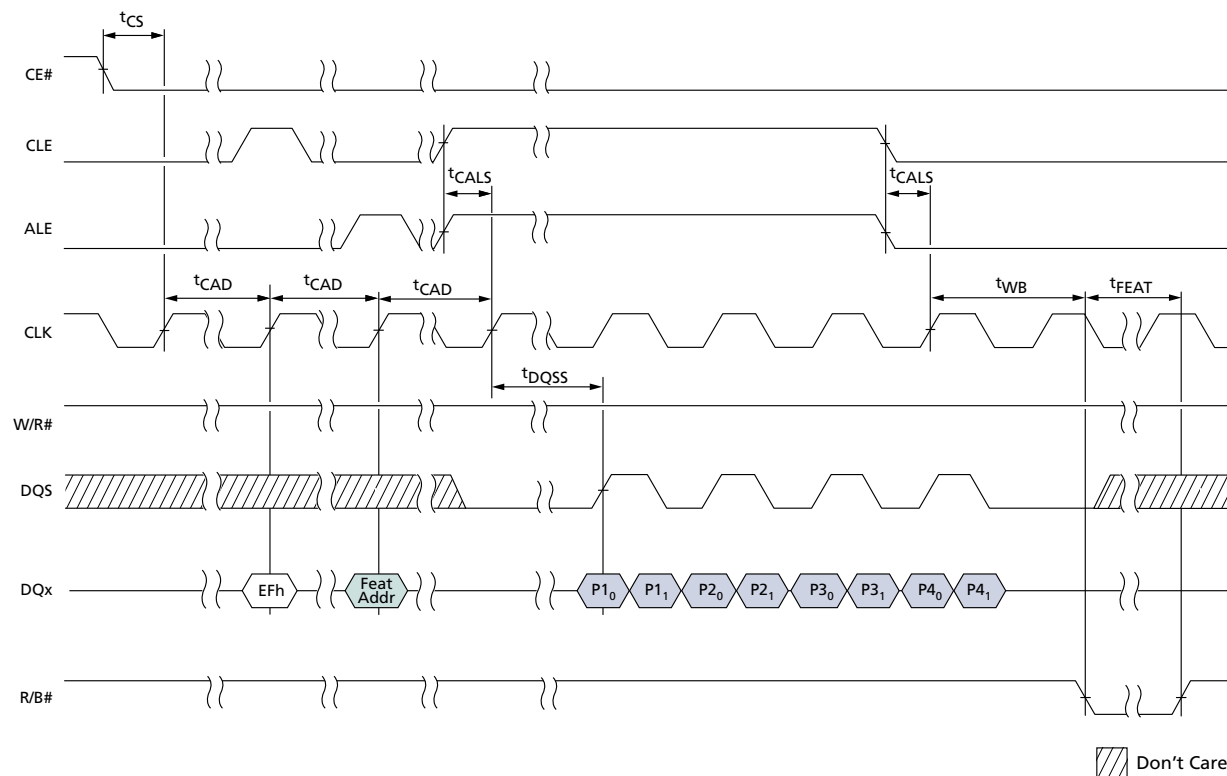 tCS
CE#
CLE
tCALS
tCALS
ALE
tCAD
tCAD
tCAD
tWB
tFEAT
CLK
tDQSS
W/R#
DQS
DQx
EFh
Feat
Addr
P1₀ P1₁ P2₀ P2₁ P3₀ P3₁ P4₀ P4₁
R/B#
Don't Care